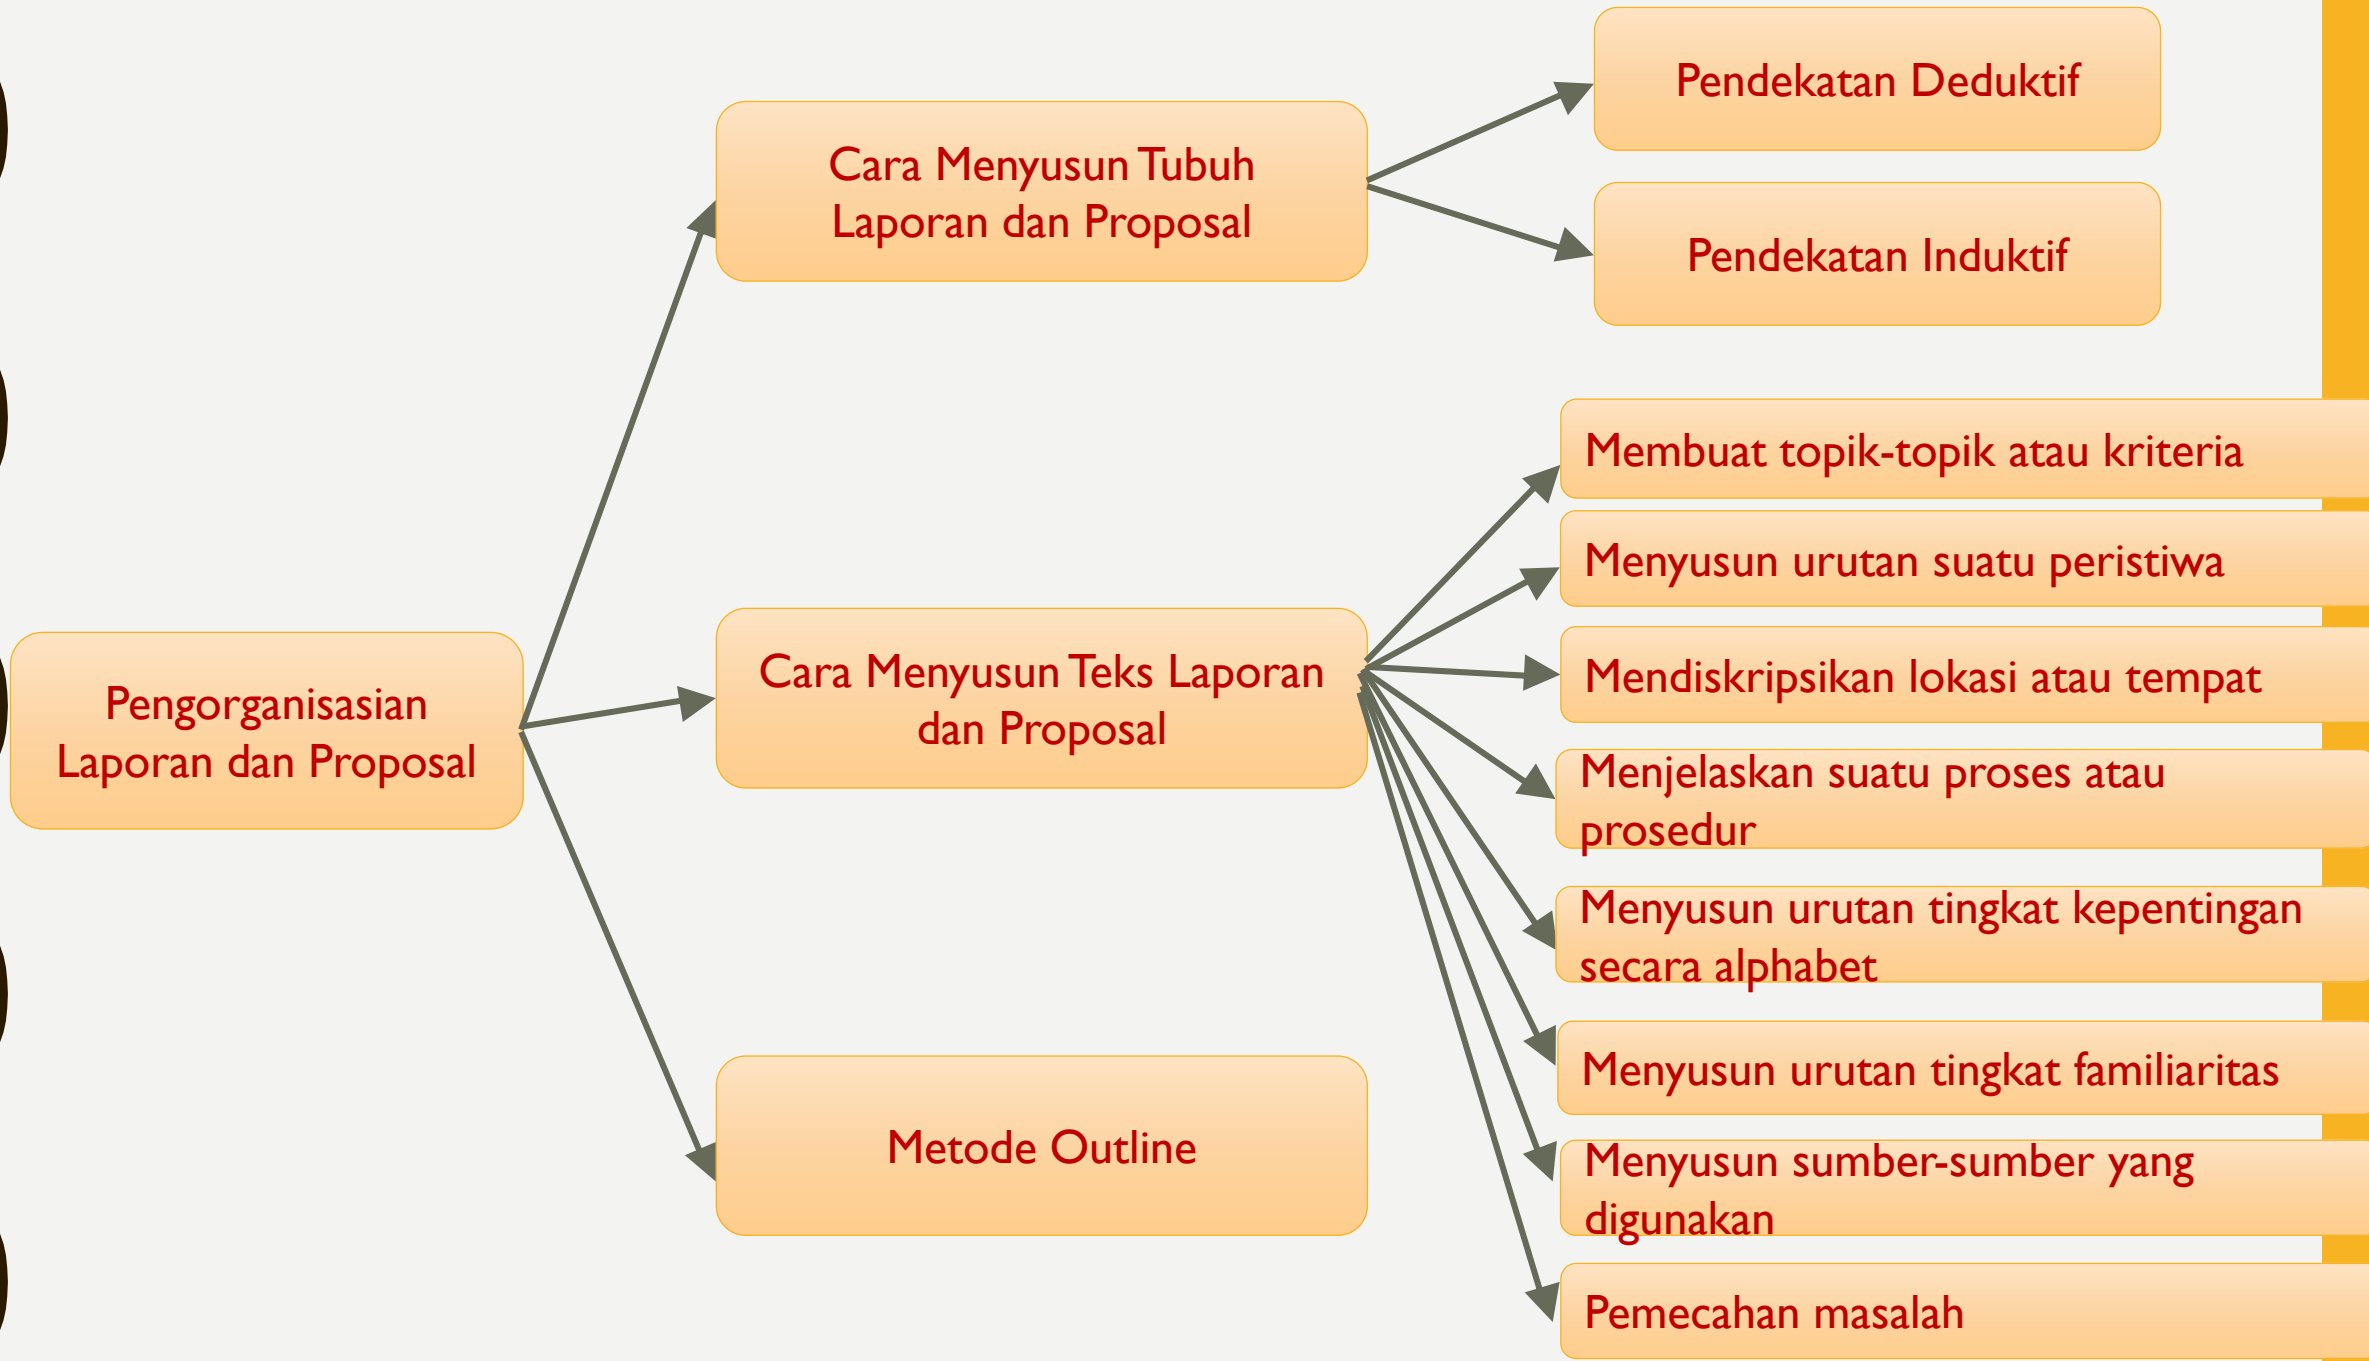 Pengorganisasian
Laporan dan Proposal
Cara Menyusun Tubuh
Laporan dan Proposal
Pendekatan Deduktif
Pendekatan Induktif
Cara Menyusun Teks Laporan
dan Proposal
Membuat topik-topik atau kriteria
Menyusun urutan suatu peristiwa
Mendiskripsikan lokasi atau tempat
Menjelaskan suatu proses atau
prosedur
Menyusun urutan tingkat kepentingan
secara alphabet
Menyusun urutan tingkat familiaritas
Menyusun sumber-sumber yang
digunakan
Pemecahan masalah
Metode Outline